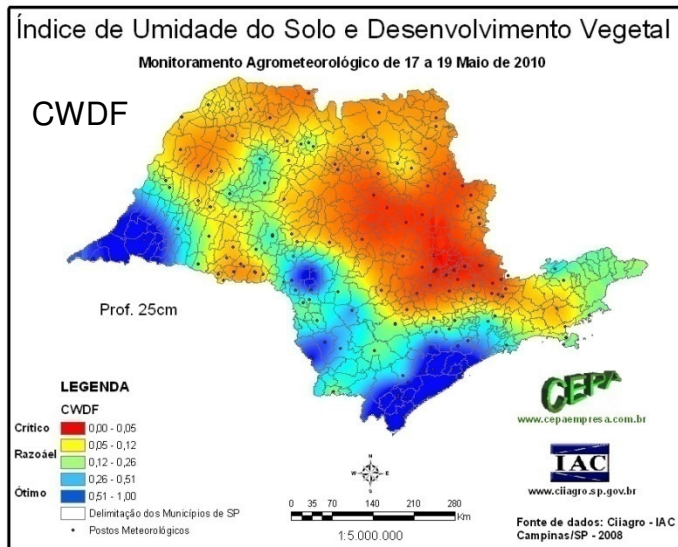 Índice de Umidade do Solo e Desenvolvimento Vegetal
Monitoramento Agrometeorológico de 17 a 19 Maio de 2010
CWDF
Prof. 25cm
LEGENDA
CWDF
Crítico
0,00 - 0,05
0,05 - 0,12
Razoáel
0,12 - 0,26
0,26 - 0,51
Ótimo
0,51 - 1,00
Delimitação dos Municípios de SP
Postos Meteorológicos
N
W E
S
0 35 70 140 210 280
Km
1:5.000.000
CEPA
www.cepaempresa.com.br
IAC
www.ciiagro.sp.gov.br
Fonte de dados: Ciiagro - IAC
Campinas/SP - 2008